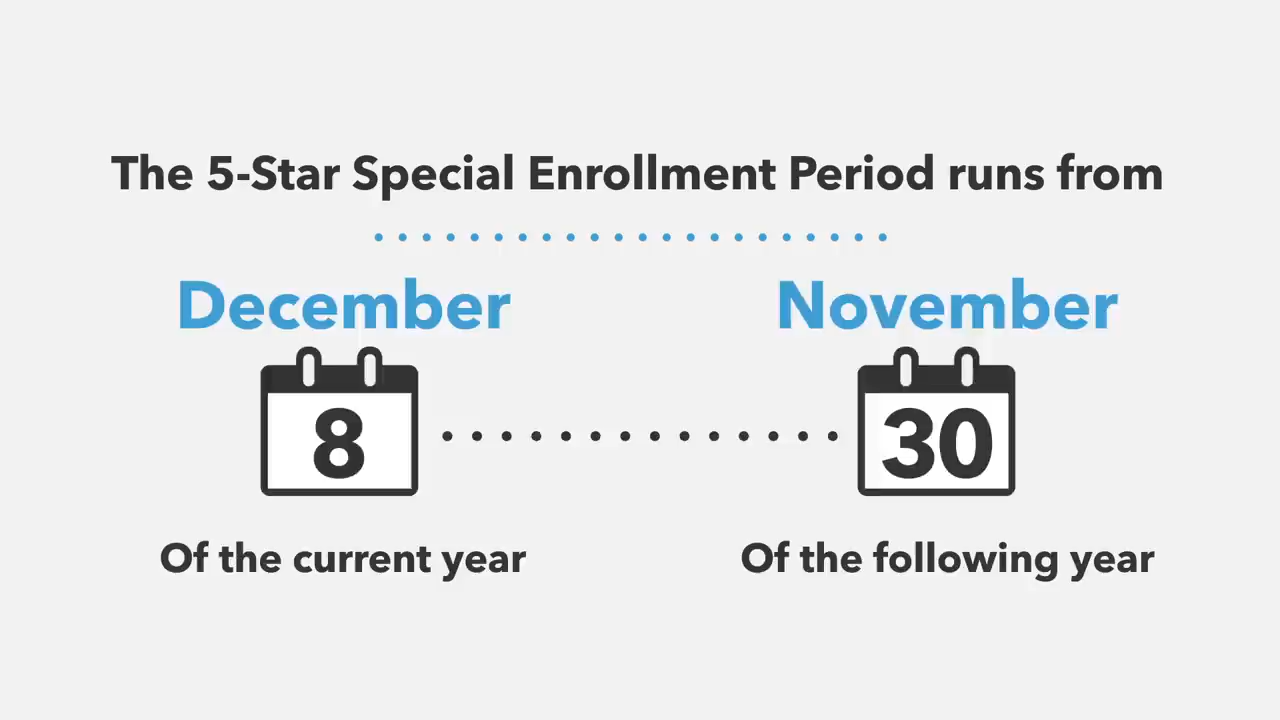 The 5-Star Special Enrollment Period runs from
December
November
8
30
Of the current year
Of the following year